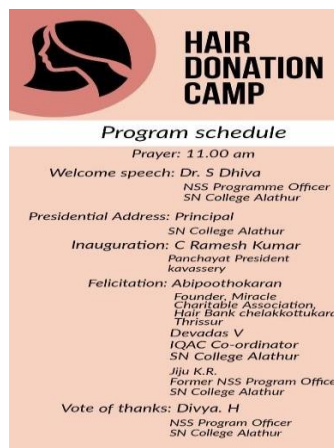 HAIR
DONATION
CAMP
Program schedule
Prayer: 11.00 am
Welcome speech: Dr. S Dhiva
NSS Programme Officer
SN College Alathur
Presidential Address: Principal
SN College Alathur
Inauguration: C Ramesh Kumar
Panchayat President
kavassery
Felicitation: Abipoothokaran
Founder, Miracle
Charitable Association,
Hair Bank chelakkottukara
Thrissur
Devadas V
IQAC Co-ordinator
SN College Alathur
Jiju K.R.
Former NSS Program Office
SN College Alathur
Vote of thanks: Divya. H
NSS Program Officer
SN College Alathur